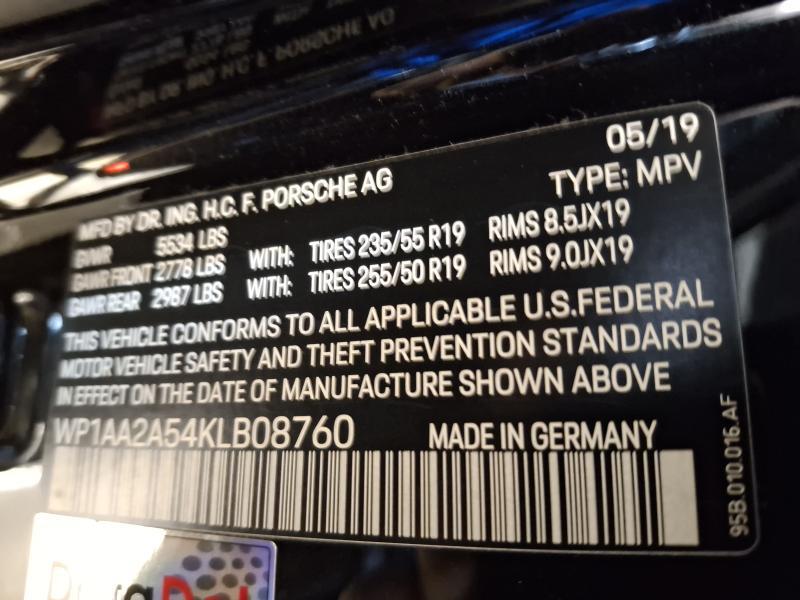 05/19
MFD BY DR. ING. H.C. F. PORSCHE AG
TYPE: MPV
GVWR 5534 LBS
GAWR FRONT 2778 LBS WITH: TIRES 235/55 R19 RIMS 8.5JX19
GAWR REAR 2987 LBS WITH: TIRES 255/50 R19 RIMS 9.0JX19
THIS VEHICLE CONFORMS TO ALL APPLICABLE U.S.FEDERAL
MOTOR VEHICLE SAFETY AND THEFT PREVENTION STANDARDS
IN EFFECT ON THE DATE OF MANUFACTURE SHOWN ABOVE
WP1AA2A54KLB08760 MADE IN GERMANY
95B.010.016.AF